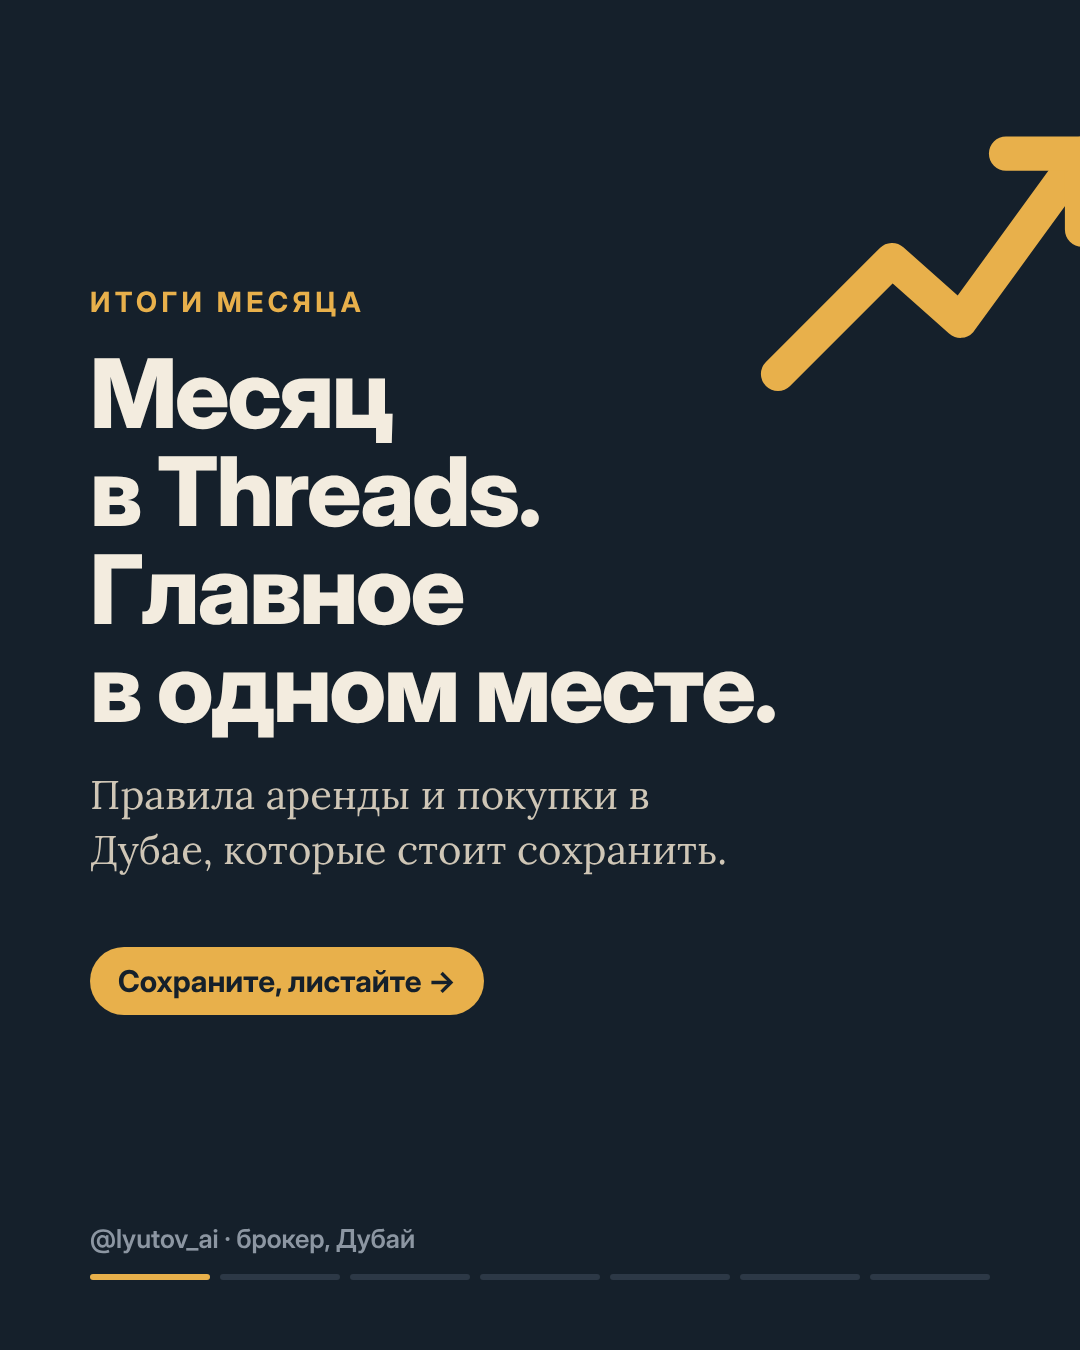 ИТОГИ МЕСЯЦА
Месяц
в Threads.
Главное
в одном месте.
Правила аренды и покупки в
Дубае, которые стоит сохранить.
Сохраните, листайте →
@lyutov_ai · брокер, Дубай